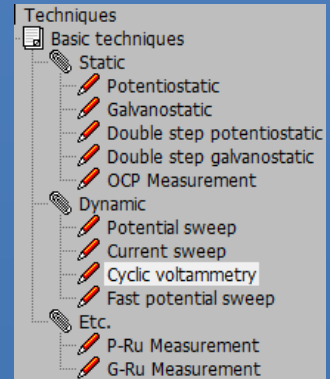 Techniques
Basic techniques
Static
Potentiostatic
Galvanostatic
Double step potentiostatic
Double step galvanostatic
OCP Measurement
Dynamic
Potential sweep
Current sweep
Cyclic voltammetry
Fast potential sweep
Etc.
P-Ru Measurement
G-Ru Measurement